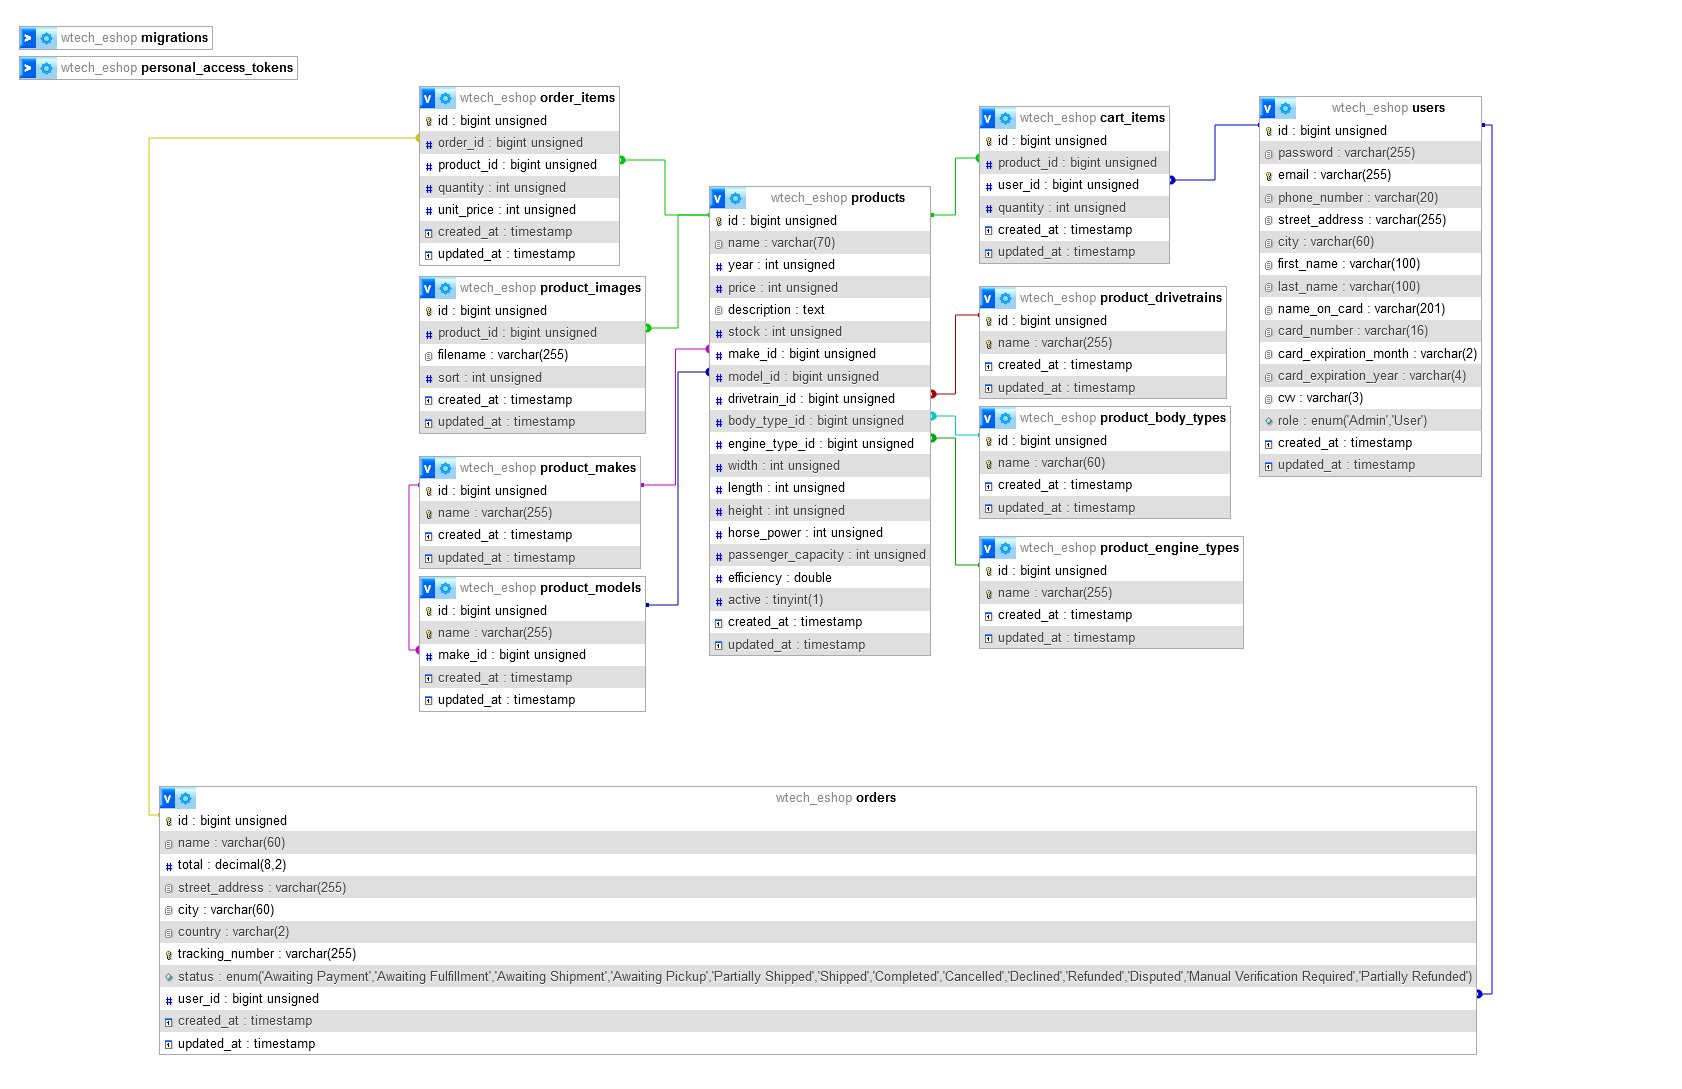 wtech_eshop migrations
wtech_eshop personal_access_tokens
v wtech_eshop order_items
id : bigint unsigned
order_id : bigint unsigned
product_id : bigint unsigned
quantity : int unsigned
unit_price : int unsigned
created_at : timestamp
updated_at : timestamp
v wtech_eshop product_images
id : bigint unsigned
product_id : bigint unsigned
filename : varchar(255)
sort : int unsigned
created_at : timestamp
updated_at : timestamp
v wtech_eshop product_makes
id : bigint unsigned
name : varchar(255)
created_at : timestamp
updated_at : timestamp
v wtech_eshop product_models
id : bigint unsigned
name : varchar(255)
make_id : bigint unsigned
created_at : timestamp
updated_at : timestamp
v wtech_eshop products
id : bigint unsigned
name : varchar(70)
year : int unsigned
price : int unsigned
description : text
stock : int unsigned
make_id : bigint unsigned
model_id : bigint unsigned
drivetrain_id : bigint unsigned
body_type_id : bigint unsigned
engine_type_id : bigint unsigned
width : int unsigned
length : int unsigned
height : int unsigned
horse_power : int unsigned
passenger_capacity : int unsigned
efficiency : double
active : tinyint(1)
created_at : timestamp
updated_at : timestamp
v wtech_eshop cart_items
id : bigint unsigned
product_id : bigint unsigned
user_id : bigint unsigned
quantity : int unsigned
created_at : timestamp
updated_at : timestamp
v wtech_eshop product_drivetrains
id : bigint unsigned
name : varchar(255)
created_at : timestamp
updated_at : timestamp
v wtech_eshop product_body_types
id : bigint unsigned
name : varchar(60)
created_at : timestamp
updated_at : timestamp
v wtech_eshop product_engine_types
id : bigint unsigned
name : varchar(255)
created_at : timestamp
updated_at : timestamp
v wtech_eshop users
id : bigint unsigned
password : varchar(255)
email : varchar(255)
phone_number : varchar(20)
street_address : varchar(255)
city : varchar(60)
first_name : varchar(100)
last_name : varchar(100)
name_on_card : varchar(201)
card_number : varchar(16)
card_expiration_month : varchar(2)
card_expiration_year : varchar(4)
cvv : varchar(3)
role : enum('Admin','User')
created_at : timestamp
updated_at : timestamp
v wtech_eshop orders
id : bigint unsigned
name : varchar(60)
total : decimal(8,2)
street_address : varchar(255)
city : varchar(60)
country : varchar(2)
tracking_number : varchar(255)
status : enum('Awaiting Payment','Awaiting Fulfillment','Awaiting Shipment','Awaiting Pickup','Partially Shipped','Shipped','Completed','Cancelled','Declined','Refunded','Disputed','Manual Verification Required','Partially Refunded')
user_id : bigint unsigned
created_at : timestamp
updated_at : timestamp